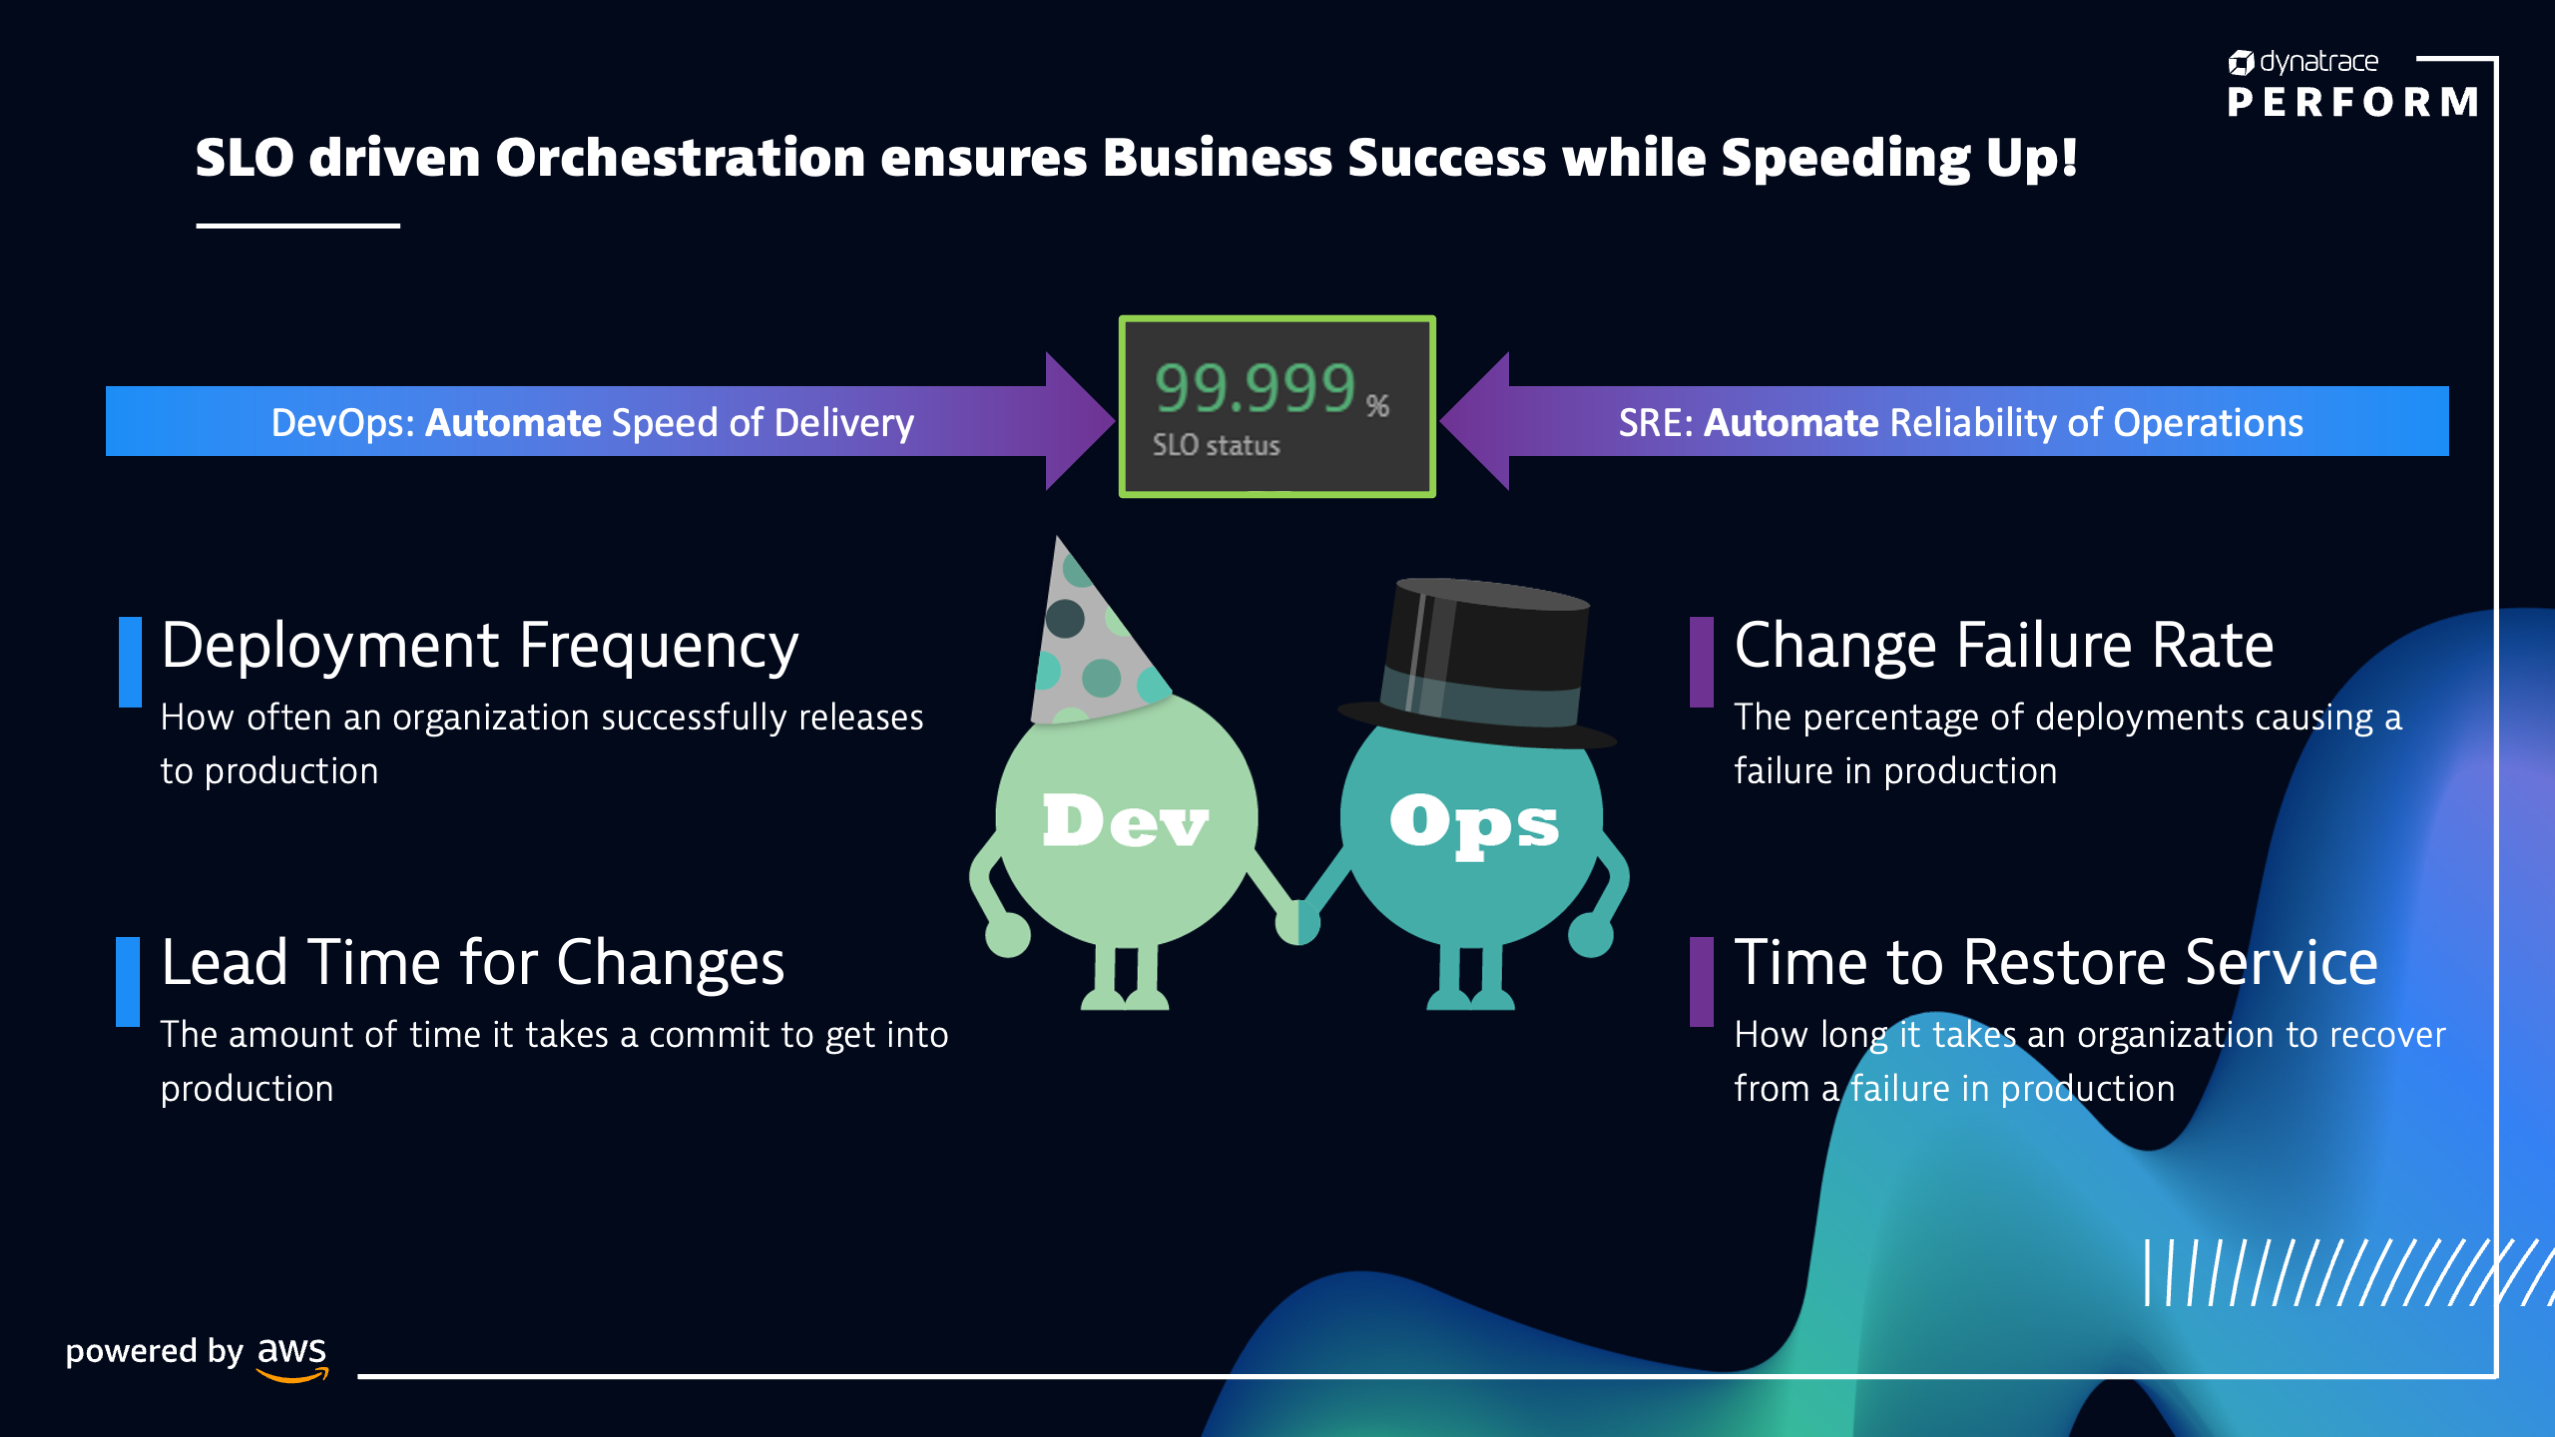 dynatrace
PERFORM
SLO driven Orchestration ensures Business Success while Speeding Up!
DevOps: Automate Speed of Delivery
99.999 %
SLO status
SRE: Automate Reliability of Operations
Deployment Frequency
How often an organization successfully releases
to production
Lead Time for Changes
The amount of time it takes a commit to get into
production
Dev
Ops
Change Failure Rate
The percentage of deployments causing a
failure in production
Time to Restore Service
How long it takes an organization to recover
from a failure in production
powered by aws